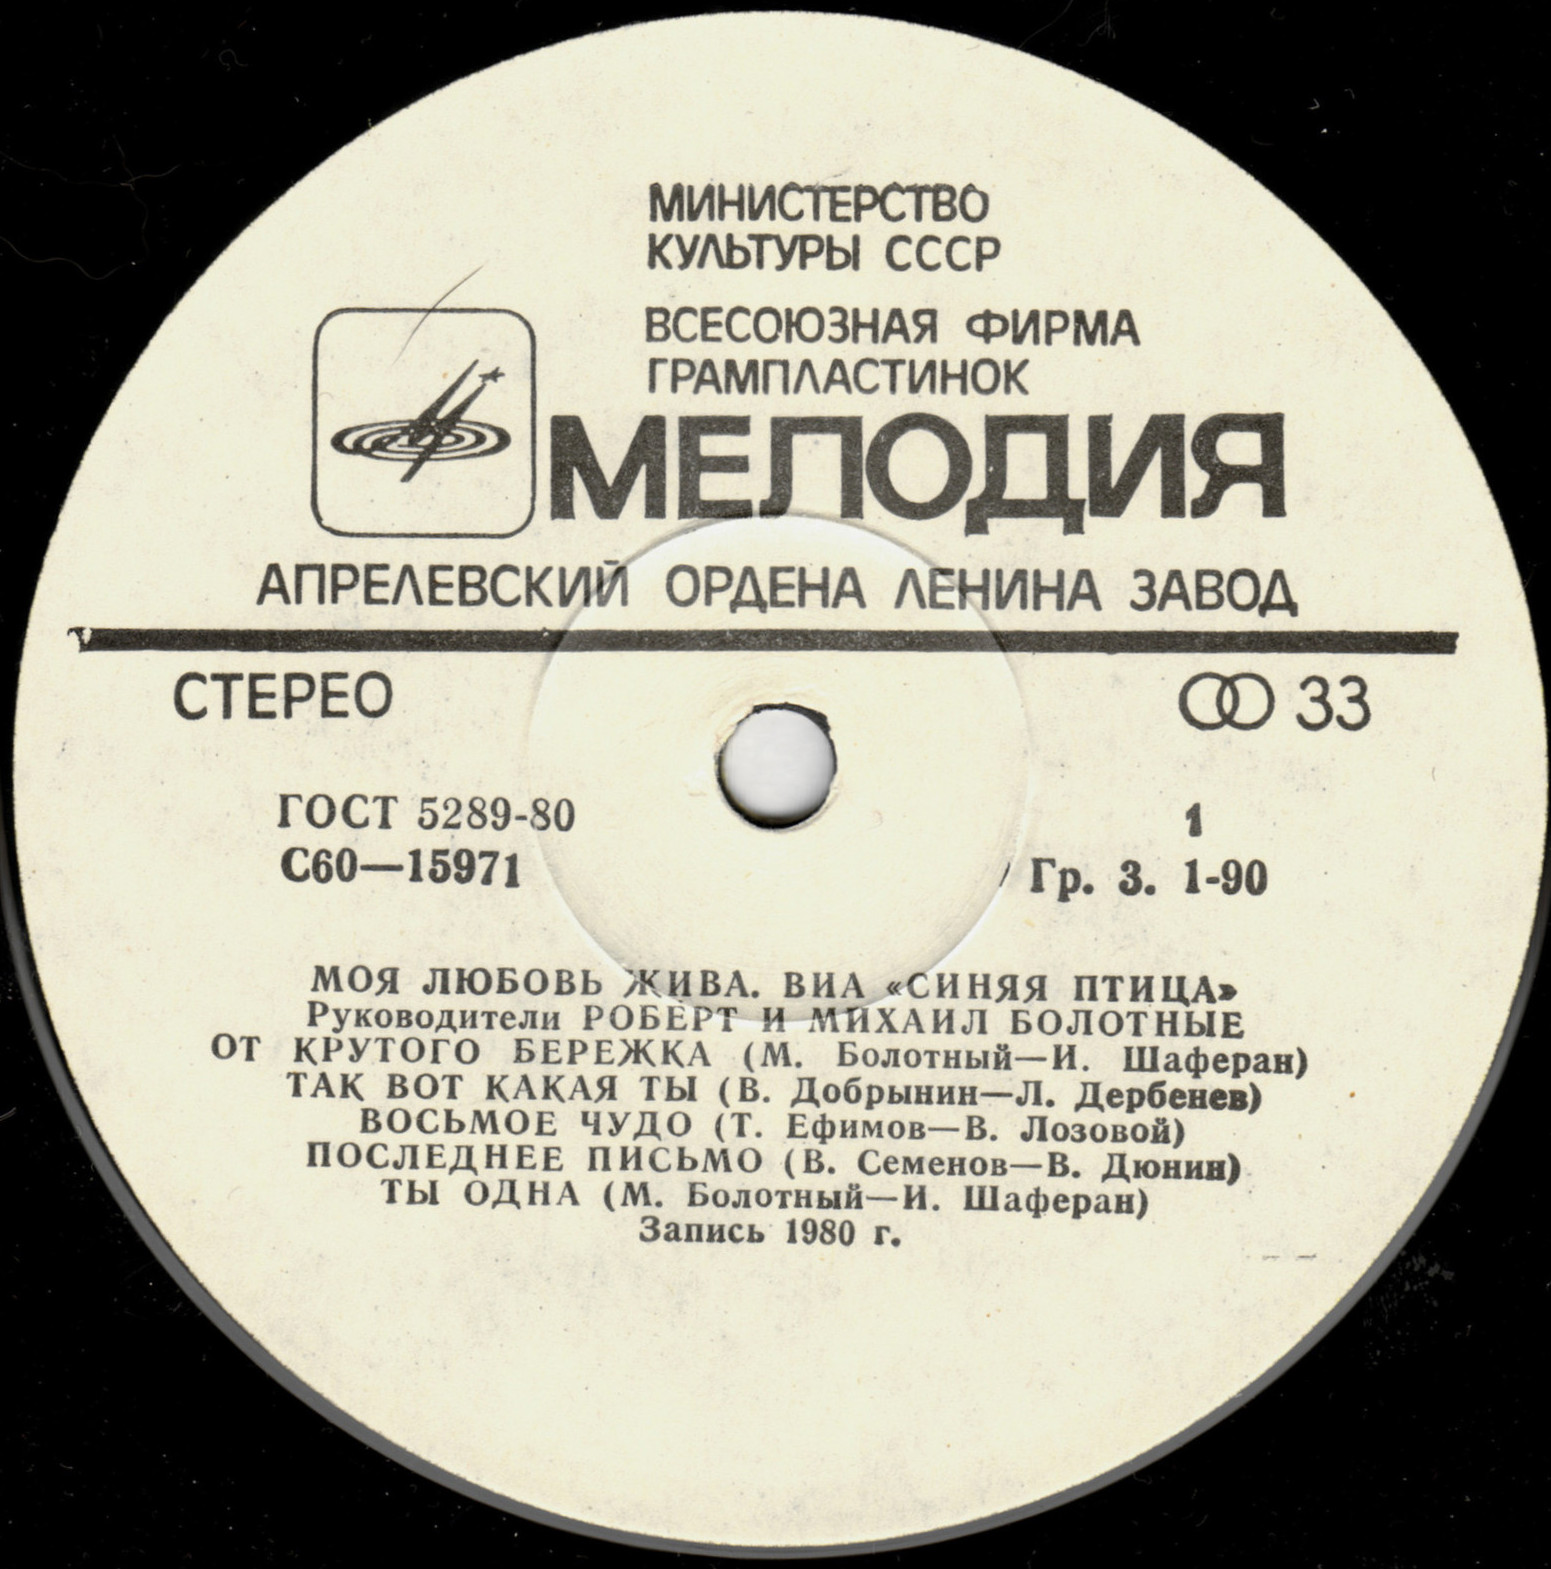 МИНИСТЕРСТВО
КУЛЬТУРЫ СССР
ВСЕСОЮЗНАЯ ФИРМА
ГРАМПЛАСТИНОК
МЕЛОДИЯ
АПРЕЛЕВСКИЙ ОРДЕНА ЛЕНИНА ЗАВОД
СТЕРЕО 33
ГОСТ 5289-80 1
С60—15971 Гр. 3. 1-90
МОЯ ЛЮБОВЬ ЖИВА. ВИА «СИНЯЯ ПТИЦА»
Руководители РОБЕРТ И МИХАИЛ БОЛОТНЫЕ
ОТ КРУТОГО БЕРЕЖКА (М. Болотный—И. Шаферан)
ТАК ВОТ КАКАЯ ТЫ (В. Добрынин—Л. Дербенев)
ВОСЬМОЕ ЧУДО (Т. Ефимов—В. Лозовой)
ПОСЛЕДНЕЕ ПИСЬМО (В. Семенов—В. Дюнин)
ТЫ ОДНА (М. Болотный—И. Шаферан)
Запись 1980 г.